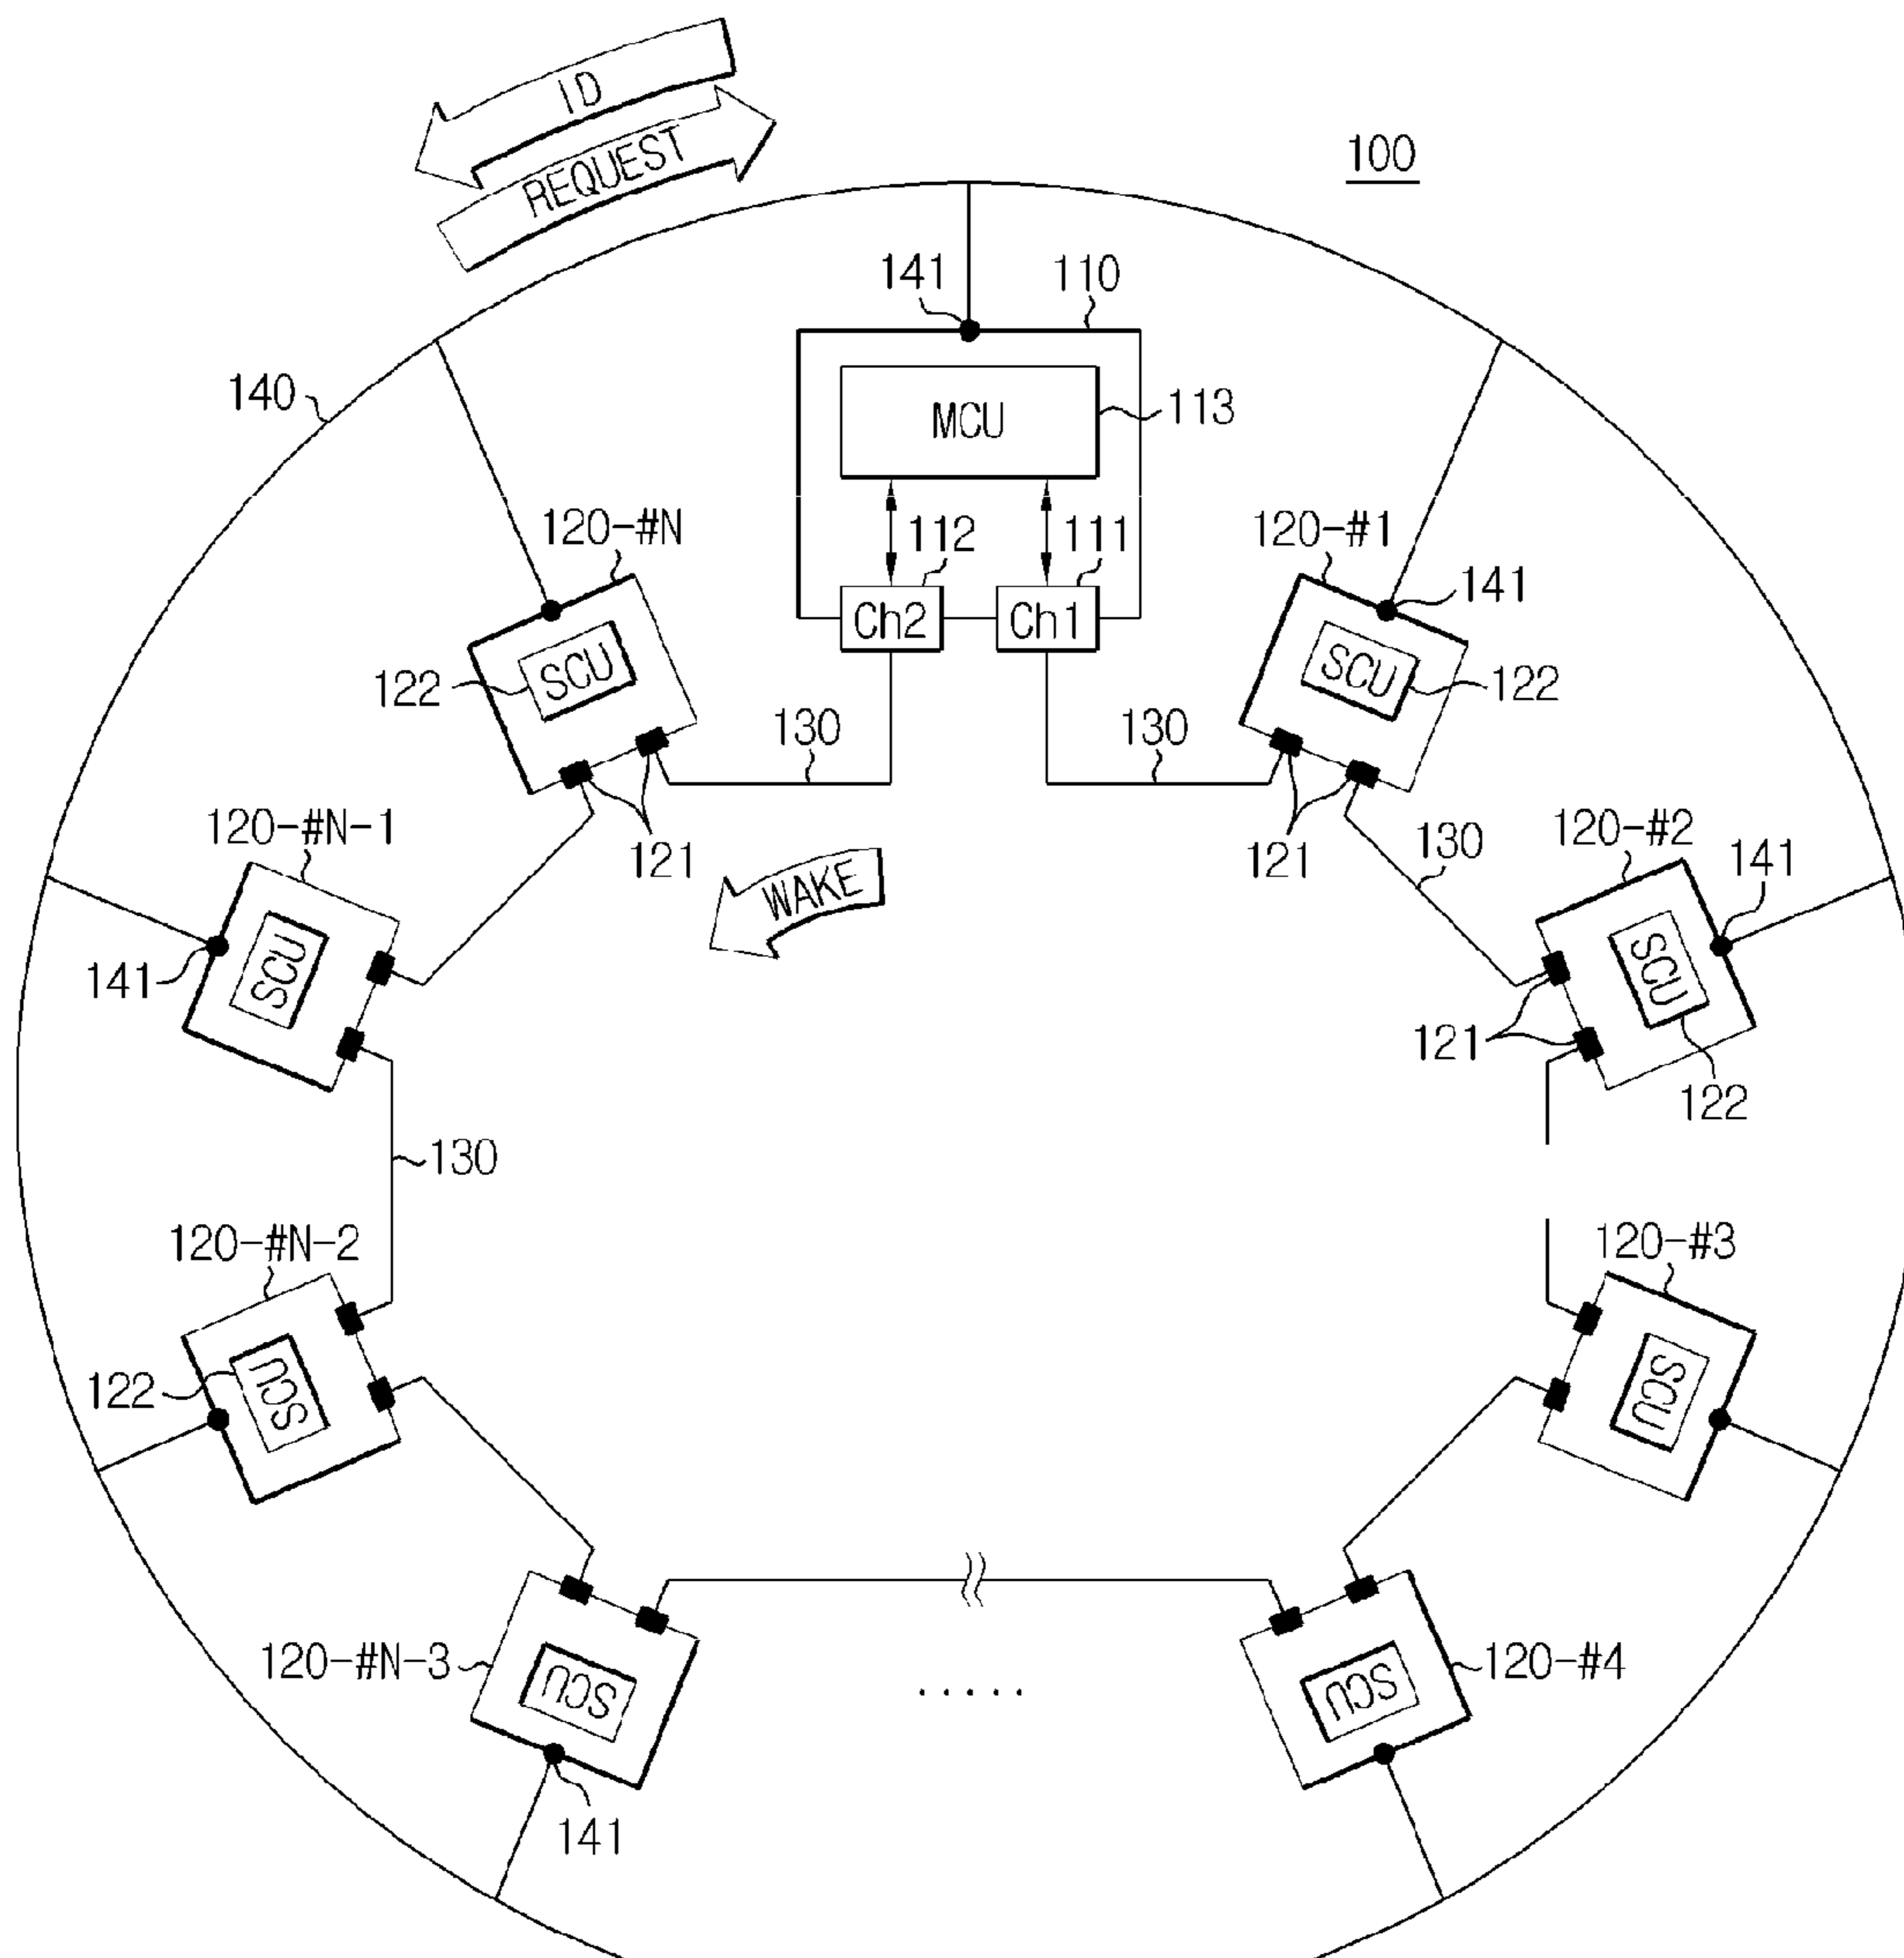 ID
REQUEST
100
141
110
140
MCU
113
120-#N
112
111
120-#1
141
Ch2
Ch1
SCU
122
SCU
122
130
130
120-#N-1
121
WAKE
121
130
120-#2
141
SCU
141
SCU
121
122
130
120-#N-2
120-#3
SCU
122
SCU
120-#N-3
SCU
.....
SCU
120-#4
141